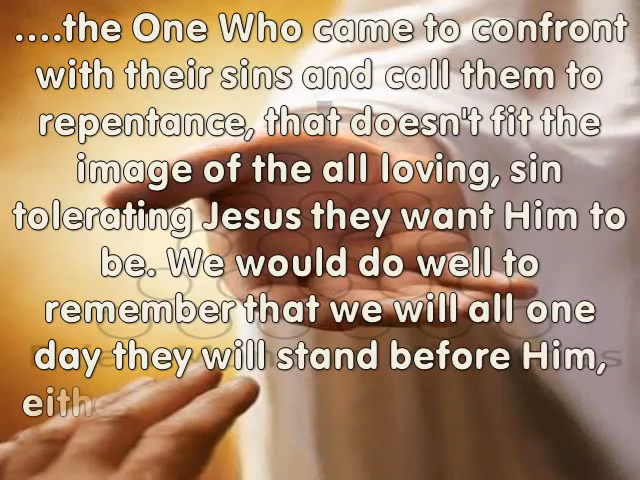 ....the One Who came to confront
with their sins and call them to
repentance, that doesn't fit the
image of the all loving, sin
tolerating Jesus they want Him to
be. We would do well to
remember that we will all one
day they will stand before Him,